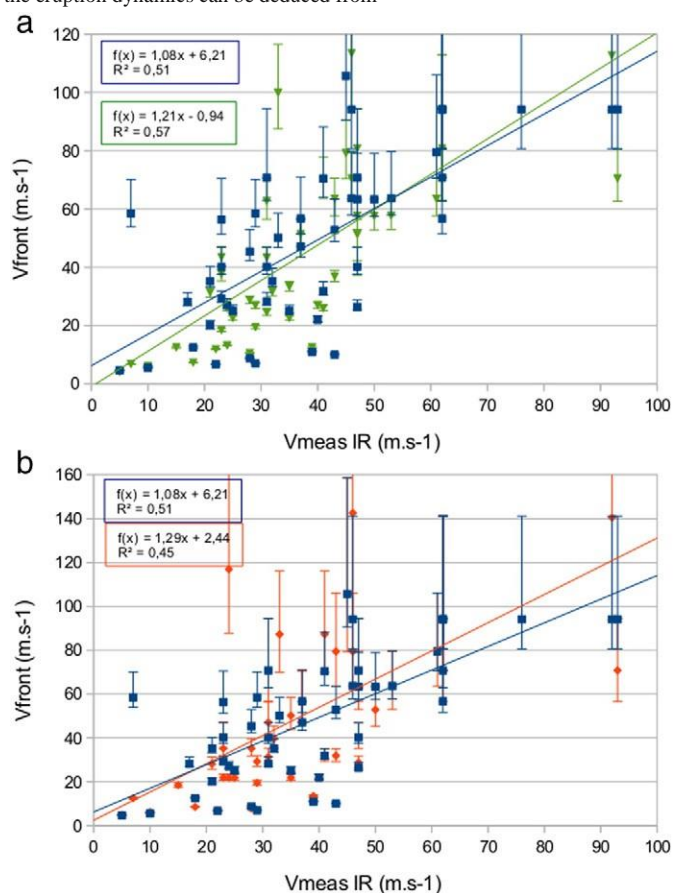 the eruption dynamics can be deduced from
a
120
f(x) = 1,08x + 6,21
R² = 0,51
100
f(x) = 1,21x - 0,94
R² = 0,57
80
60
40
20
0
Vfront (m.s-1)
0 10 20 30 40 50 60 70 80 90 100
Vmeas IR (m.s-1)
b
160
f(x) = 1,08x + 6,21
R² = 0,51
140
f(x) = 1,29x + 2,44
R² = 0,45
120
100
80
60
40
20
0
Vfront (m.s-1)
0 10 20 30 40 50 60 70 80 90 100
Vmeas IR (m.s-1)